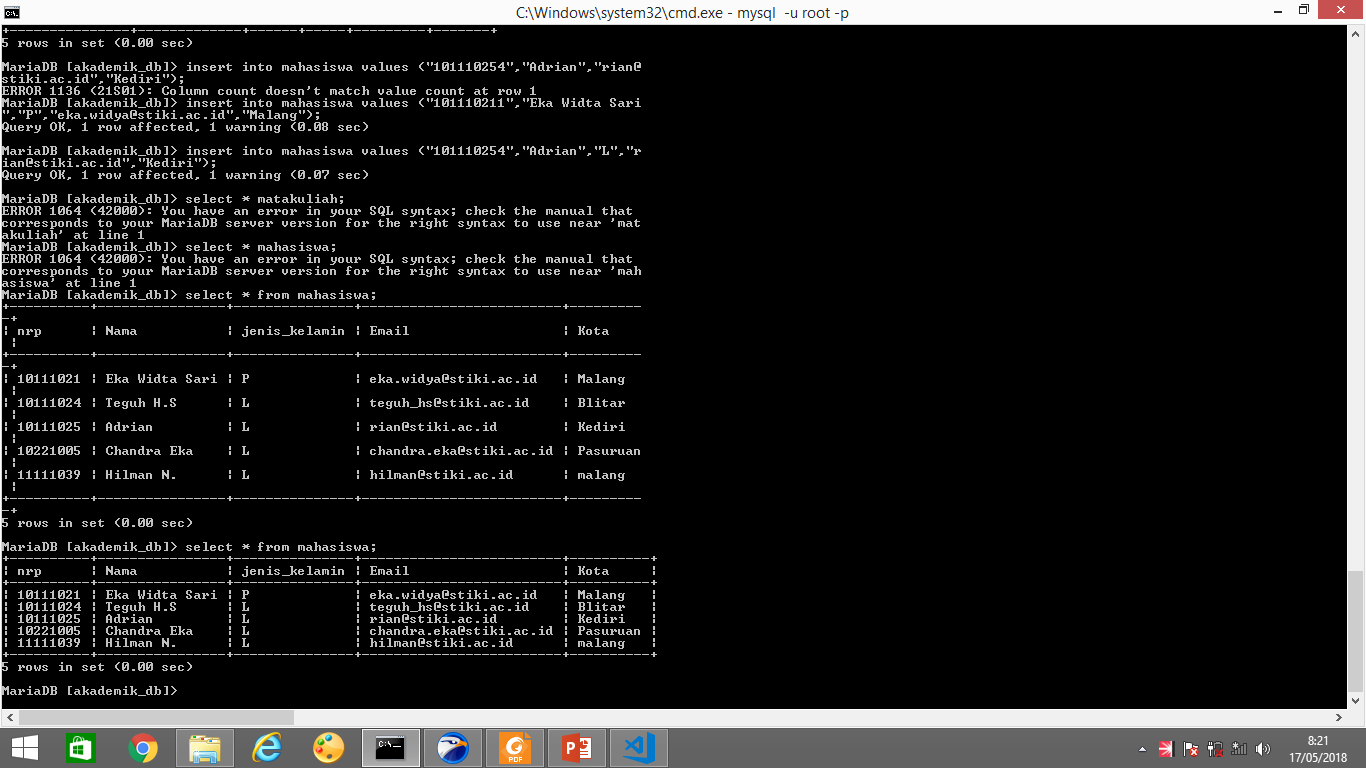 C:\Windows\system32\cmd.exe - mysql  -u root -p
+---------------+-------------+------+-----+---------+-------+
5 rows in set (0.00 sec)
MariaDB [akademik_db]> insert into mahasiswa values ("101110254","Adrian","rian@
stiki.ac.id","Kediri");
ERROR 1136 (21S01): Column count doesn't match value count at row 1
MariaDB [akademik_db]> insert into mahasiswa values ("101110211","Eka Widta Sari
","P","eka.widya@stiki.ac.id","Malang");
Query OK, 1 row affected, 1 warning (0.08 sec)
MariaDB [akademik_db]> insert into mahasiswa values ("101110254","Adrian","L","r
ian@stiki.ac.id","Kediri");
Query OK, 1 row affected, 1 warning (0.07 sec)
MariaDB [akademik_db]> select * matakuliah;
ERROR 1064 (42000): You have an error in your SQL syntax; check the manual that
corresponds to your MariaDB server version for the right syntax to use near 'mat
akuliah' at line 1
MariaDB [akademik_db]> select * mahasiswa;
ERROR 1064 (42000): You have an error in your SQL syntax; check the manual that
corresponds to your MariaDB server version for the right syntax to use near 'mah
asiswa' at line 1
MariaDB [akademik_db]> select * from mahasiswa;
+----------+----------------+---------------+-------------------------+---------
-+
| nrp      | Nama           | jenis_kelamin | Email                   | Kota
 |
+----------+----------------+---------------+-------------------------+---------
-+
| 10111021 | Eka Widta Sari | P             | eka.widya@stiki.ac.id   | Malang
 |
| 10111024 | Teguh H.S      | L             | teguh_hs@stiki.ac.id    | Blitar
 |
| 10111025 | Adrian         | L             | rian@stiki.ac.id        | Kediri
 |
| 10221005 | Chandra Eka    | L             | chandra.eka@stiki.ac.id | Pasuruan
 |
| 11111039 | Hilman N.      | L             | hilman@stiki.ac.id      | malang
 |
+----------+----------------+---------------+-------------------------+---------
-+
5 rows in set (0.00 sec)
MariaDB [akademik_db]> select * from mahasiswa;
+----------+----------------+---------------+-------------------------+----------+
| nrp      | Nama           | jenis_kelamin | Email                   | Kota     |
+----------+----------------+---------------+-------------------------+----------+
| 10111021 | Eka Widta Sari | P             | eka.widya@stiki.ac.id   | Malang   |
| 10111024 | Teguh H.S      | L             | teguh_hs@stiki.ac.id    | Blitar   |
| 10111025 | Adrian         | L             | rian@stiki.ac.id        | Kediri   |
| 10221005 | Chandra Eka    | L             | chandra.eka@stiki.ac.id | Pasuruan |
| 11111039 | Hilman N.      | L             | hilman@stiki.ac.id      | malang   |
+----------+----------------+---------------+-------------------------+----------+
5 rows in set (0.00 sec)
MariaDB [akademik_db]>
C:\_
PDF
P
8:21
17/05/2018